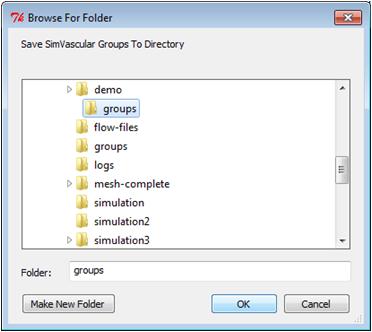 Browse For Folder
Save SimVascular Groups To Directory
demo
groups
flow-files
groups
logs
mesh-complete
simulation
simulation2
simulation3
Folder: groups
Make New Folder OK Cancel